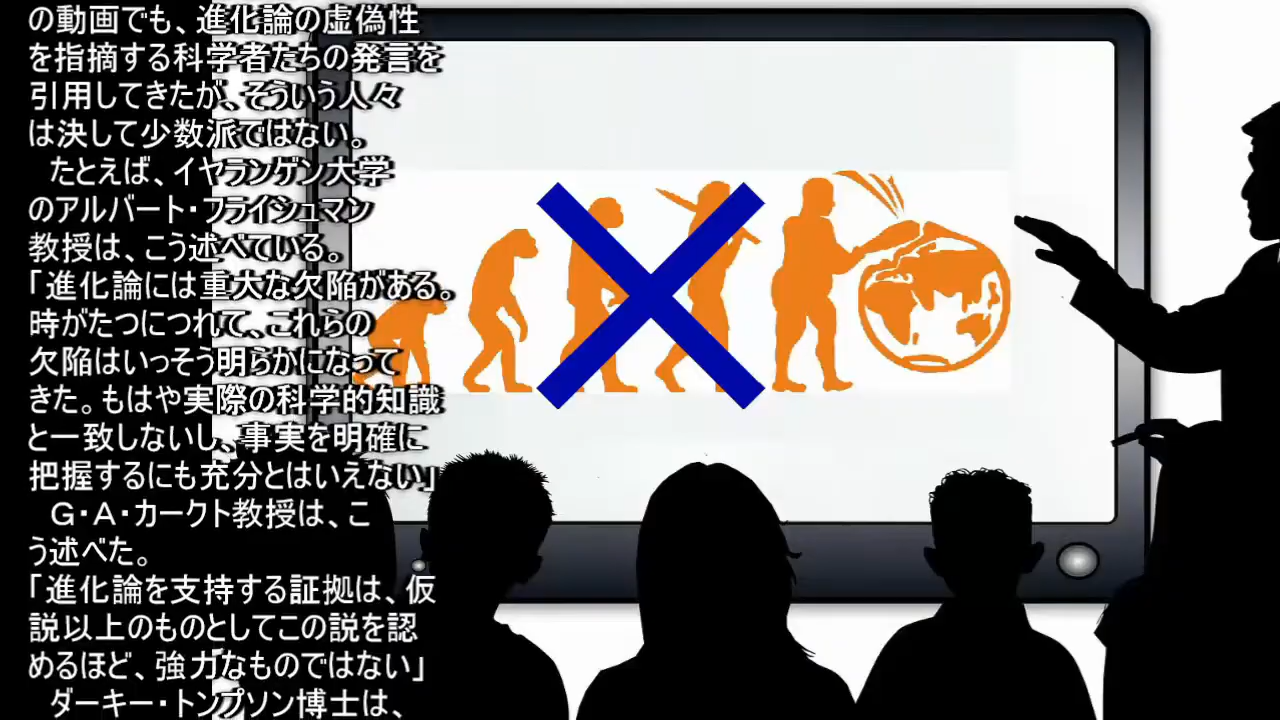 の動画でも、進化論の虚偽性
を指摘する科学者たちの発言を
引用してきたが、そういう人々
は決して少数派ではない。
たとえば、イヤランゲン大学
のアルバート・フライシュマン
教授は、こう述べている。
「進化論には重大な欠陥がある。
時がたつにつれて、これらの
欠陥はいっそう明らかになって
きた。もはや実際の科学的知識
と一致しないし、事実を明確に
把握するにも充分とはいえない」
Ｇ・Ａ・カークト教授は、こ
う述べた。
「進化論を支持する証拠は、仮
説以上のものとしてこの説を認
めるほど、強力なものではない」
ダーキー・トンプソン博士は、